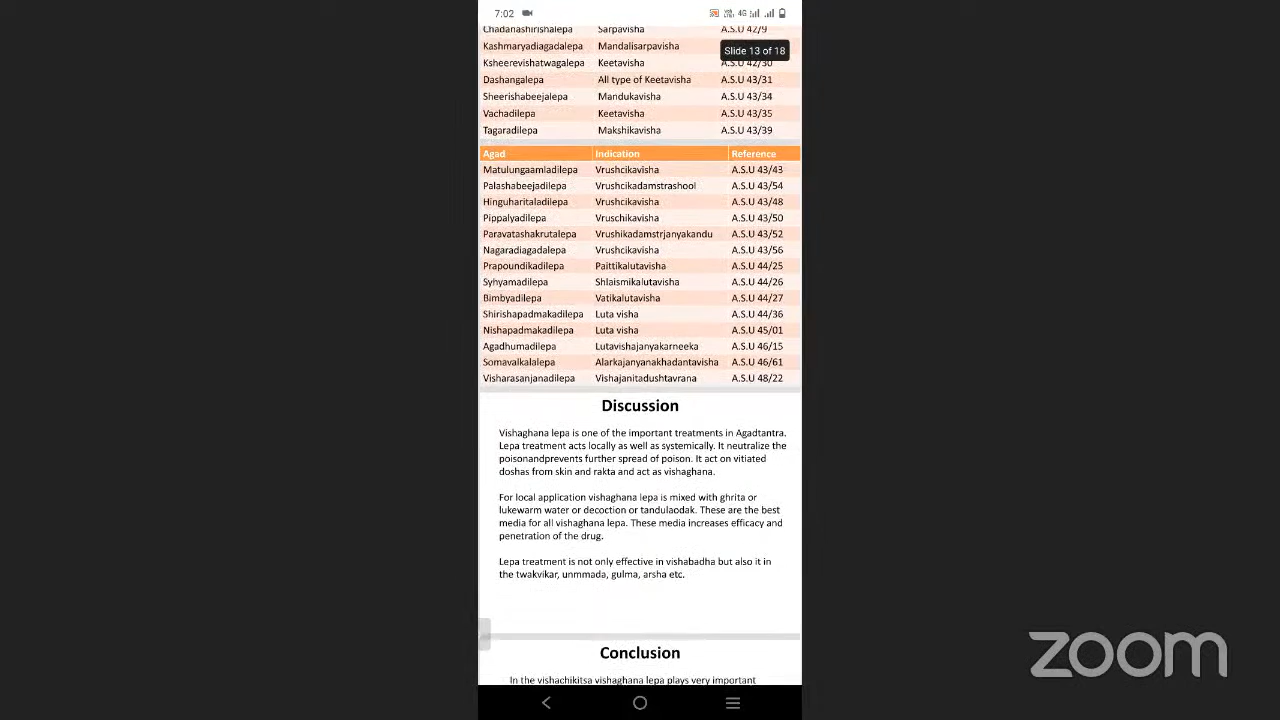 7:02
4G
Chadanashirishalepa Sarpavisha A.S.U 42/9
Kashmaryadiagadalepa Mandalisarpavisha
Slide 13 of 18
Ksheerevishatwagalepa Keetavisha A.S.U 42/30
Dashangalepa All type of Keetavisha A.S.U 43/31
Sheerishabeejalepa Mandukavisha A.S.U 43/34
Vachadilepa Keetavisha A.S.U 43/35
Tagaradilepa Makshikavisha A.S.U 43/39
Agad Indication Reference
Matulungaamladilepa Vrushcikavisha A.S.U 43/43
Palashabeejadilepa Vrushcikadamstrashool A.S.U 43/54
Hinguharitaladilepa Vrushcikavisha A.S.U 43/48
Pippalyadilepa Vruschikavisha A.S.U 43/50
Paravatashakrutalepa Vrushikadamstrjanyakandu A.S.U 43/52
Nagaradiagadalepa Vrushcikavisha A.S.U 43/56
Prapoundikadilepa Paittikalutavisha A.S.U 44/25
Syhyamadilepa Shlaismikalutavisha A.S.U 44/26
Bimbyadilepa Vatikalutavisha A.S.U 44/27
Shirishapadmakadilepa Luta visha A.S.U 44/36
Nishapadmakadilepa Luta visha A.S.U 45/01
Agadhumadilepa Lutavishajanyakarneeka A.S.U 46/15
Somavalkalalepa Alarkajanyanakhadantavisha A.S.U 46/61
Visharasanjanadilepa Vishajanitadushtavrana A.S.U 48/22
Discussion
Vishaghana lepa is one of the important treatments in Agadtantra.
Lepa treatment acts locally as well as systemically. It neutralize the
poisonandprevents further spread of poison. It act on vitiated
doshas from skin and rakta and act as vishaghana.
For local application vishaghana lepa is mixed with ghrita or
lukewarm water or decoction or tandulaodak. These are the best
media for all vishaghana lepa. These media increases efficacy and
penetration of the drug.
Lepa treatment is not only effective in vishabadha but also it in
the twakvikar, unmmada, gulma, arsha etc.
Conclusion
In the vishachikitsa vishaghana lepa plays very important
zoom